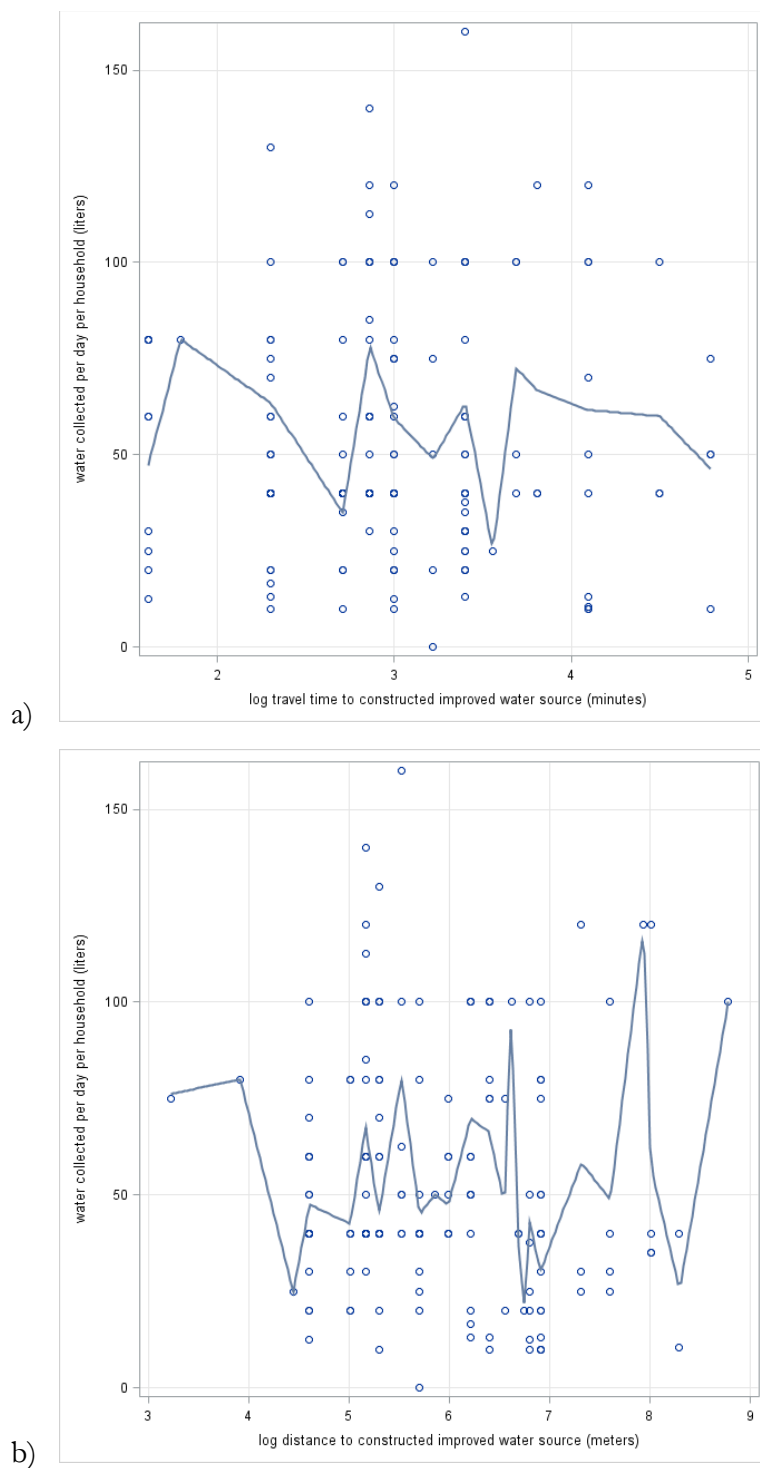 150
100
50
0
water collected per day per household (liters)
2 3 4 5
log travel time to constructed improved water source (minutes)
a)
150
100
50
0
water collected per day per household (liters)
3 4 5 6 7 8 9
log distance to constructed improved water source (meters)
b)